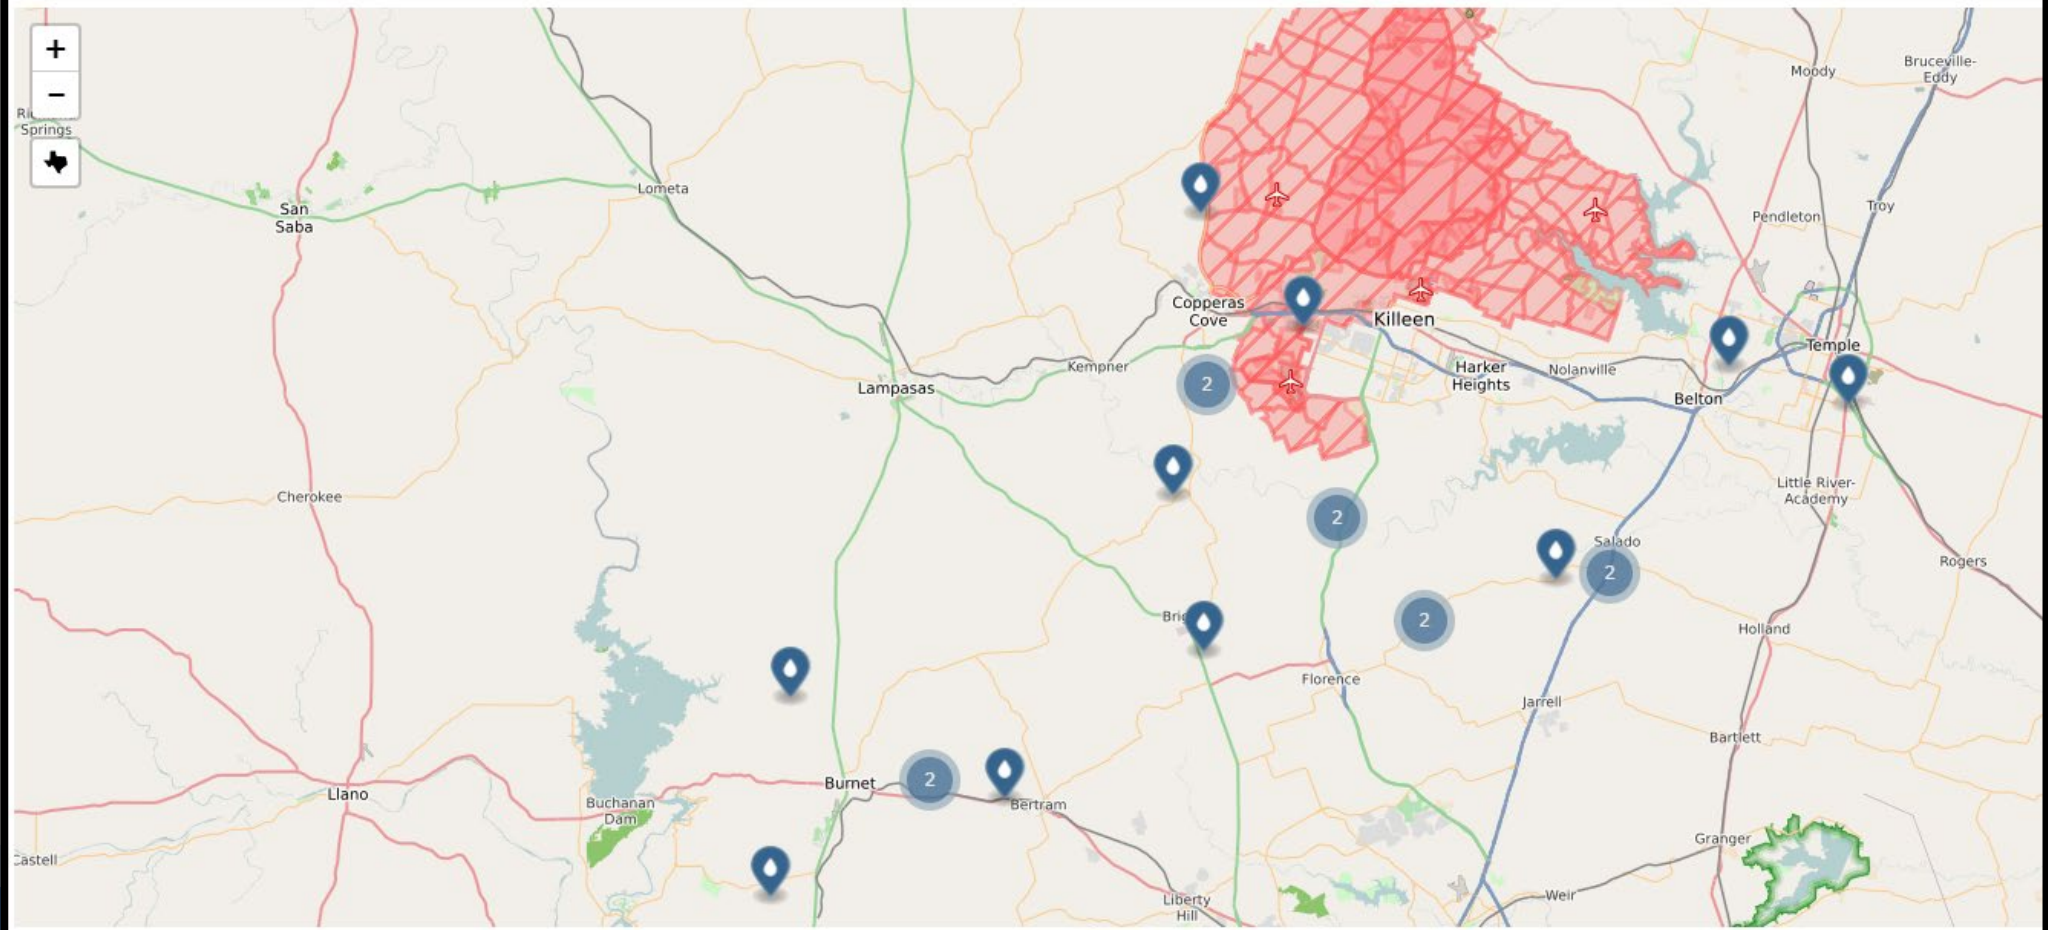 +
−
Springs
San
Saba
Lometa
Moody
Bruceville-
Eddy
Pendleton
Troy
Copperas
Cove
Killeen
Temple
Kempner
Lampasas
Harker
Heights
Nolanville
Belton
2
Cherokee
Little River-
Academy
2
Salado
2
Rogers
2
Holland
Florence
Jarrell
Bartlett
Burnet
2
Bertram
Llano
Buchanan
Dam
Granger
Castell
Weir
Liberty
Hill